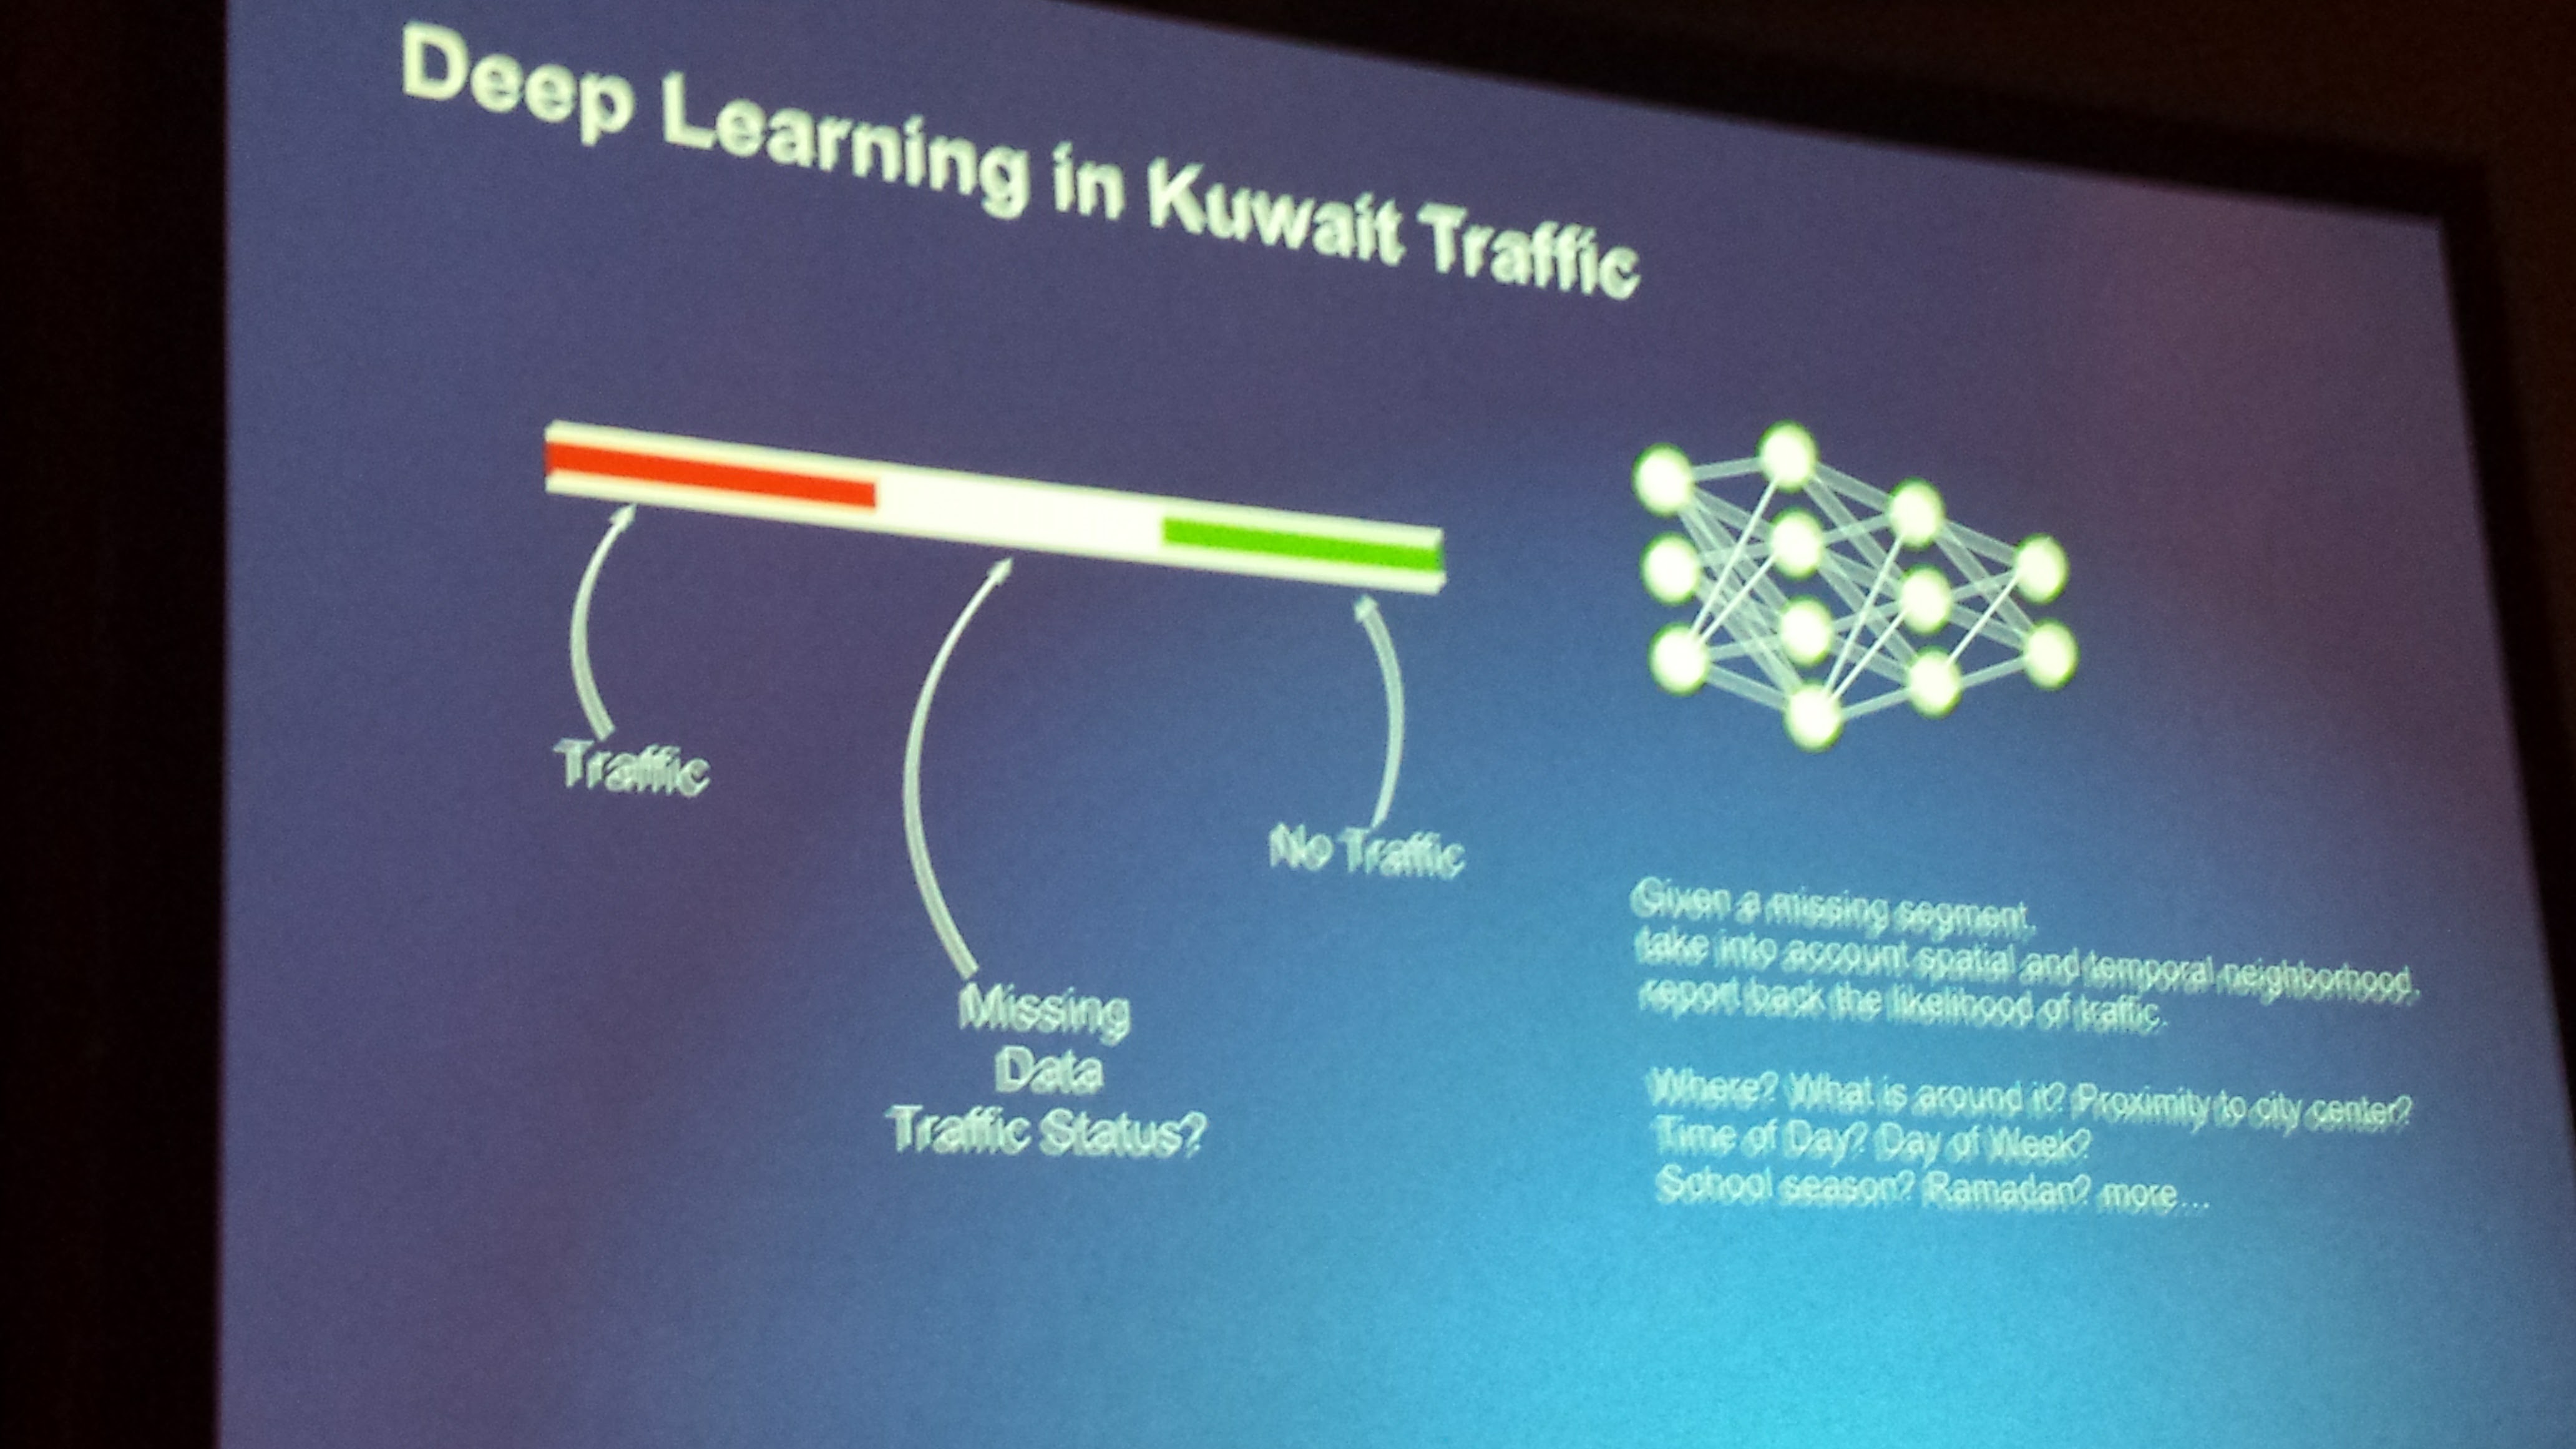 Deep Learning in Kuwait Traffic
Traffic
No Traffic
Missing
Data
Traffic Status?
Given a missing segment,
take into account spatial and temporal neighborhood,
report back the likelihood of traffic.
Where? What is around it? Proximity to city center?
Time of Day? Day of Week?
School season? Ramadan? more...